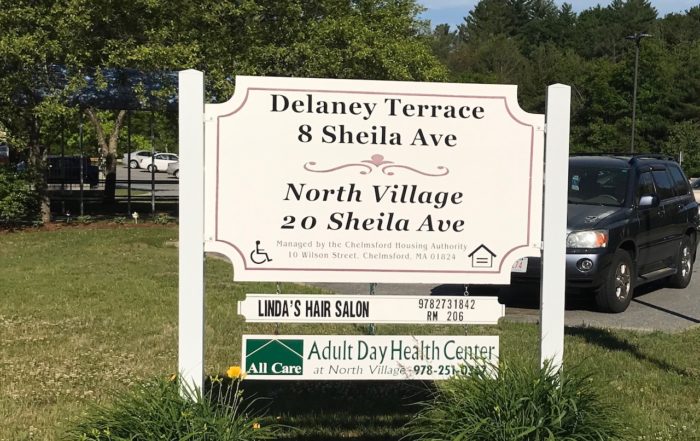 Delaney Terrace
8 Sheila Ave
North Village
20 Sheila Ave
Managed by the Chelmsford Housing Authority
10 Wilson Street, Chelmsford, MA 01824
LINDA'S HAIR SALON 9782731842
RM 206
All Care Adult Day Health Center
at North Village